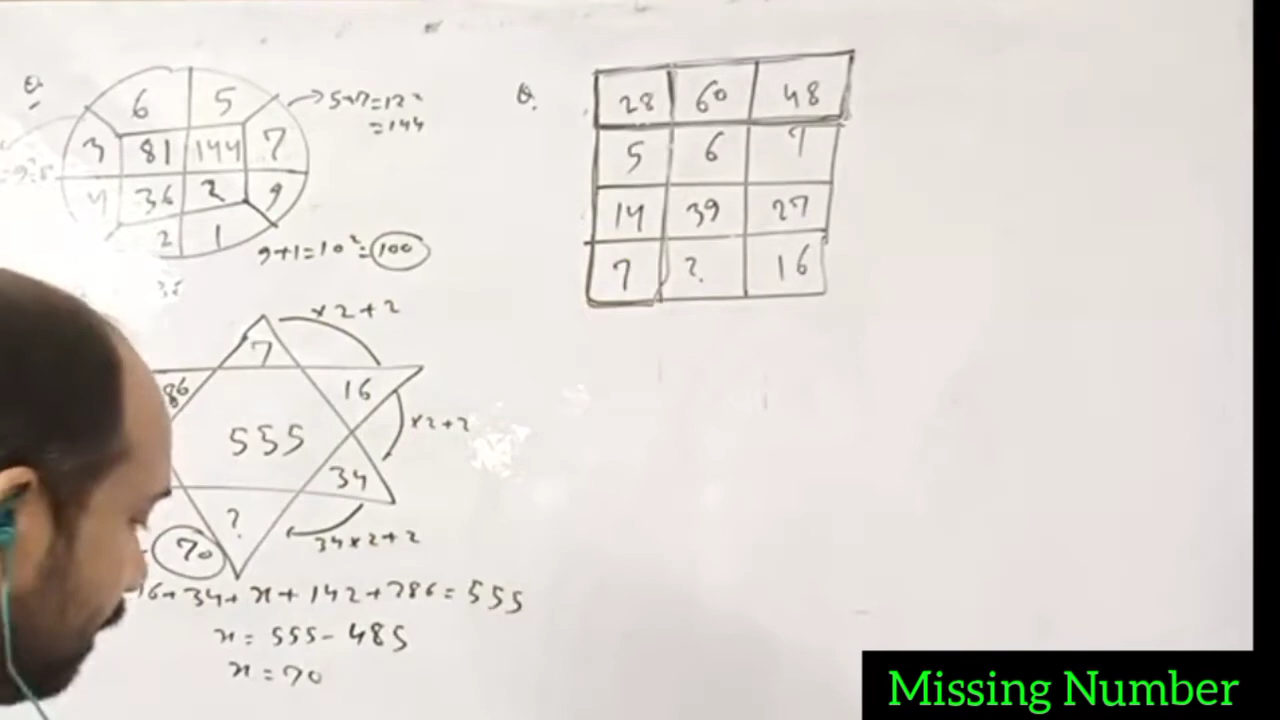 Q.
6 5
3 81 144 7
4 36 2 9
2 1
5+7=12²
=144
9+1=10²=100
7
86 16
555
34
?
×2+2
×2+2
34×2+2
70
16+34+x+142+286=555
x=555-485
x=70
Q.
28 60 48
5 6 7
14 39 27
7 ? 16
Missing Number